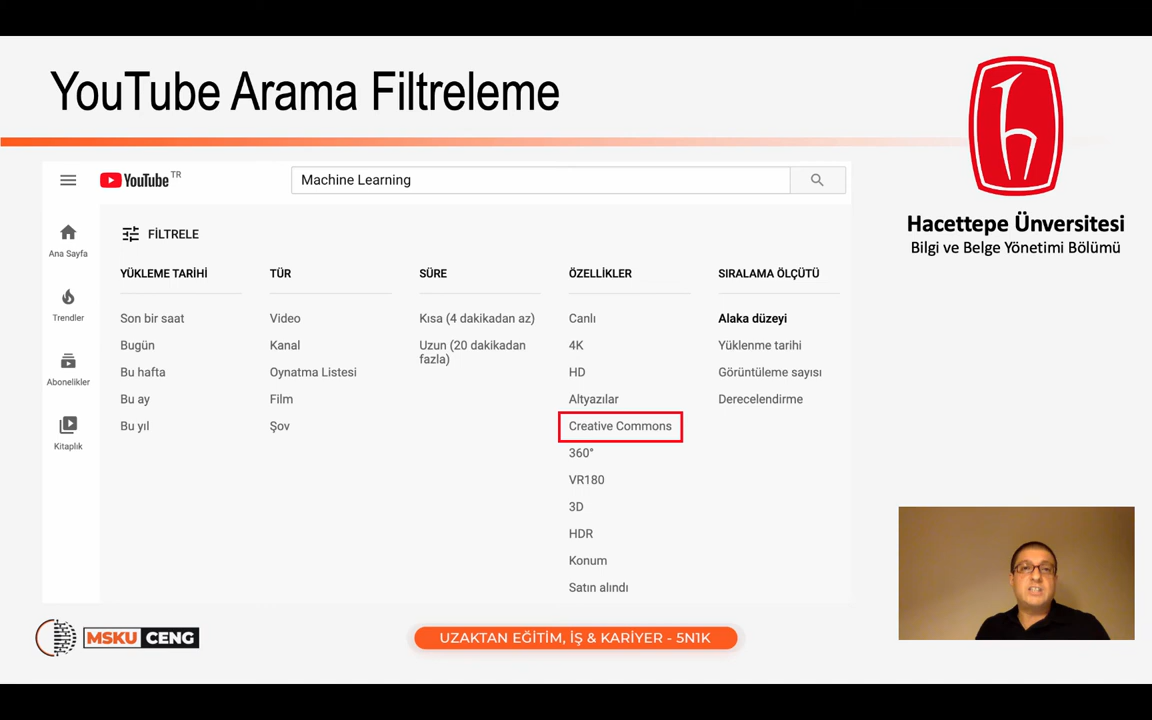 YouTube Arama Filtreleme
YouTube TR
Machine Learning
Hacettepe Ünversitesi
Bilgi ve Belge Yönetimi Bölümü
Ana Sayfa
Trendler
Abonelikler
Kitaplık
FİLTRELE
YÜKLEME TARİHİ
Son bir saat
Bugün
Bu hafta
Bu ay
Bu yıl
TÜR
Video
Kanal
Oynatma Listesi
Film
Şov
SÜRE
Kısa (4 dakikadan az)
Uzun (20 dakikadan
fazla)
ÖZELLİKLER
Canlı
4K
HD
Altyazılar
Creative Commons
360°
VR180
3D
HDR
Konum
Satın alındı
SIRALAMA ÖLÇÜTÜ
Alaka düzeyi
Yüklenme tarihi
Görüntüleme sayısı
Derecelendirme
MSKU CENG
UZAKTAN EĞİTİM, İŞ & KARİYER - 5N1K